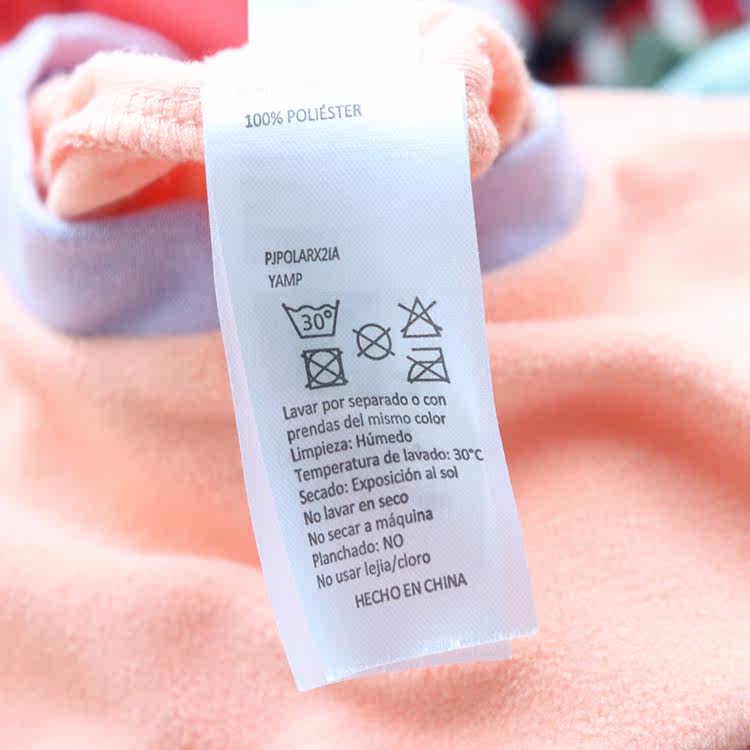 100% POLIÉSTER
PJPOLARX2IA
YAMP
30°
Lavar por separado o con
prendas del mismo color
Limpieza: Húmedo
Temperatura de lavado: 30°C
Secado: Exposición al sol
No lavar en seco
No secar a máquina
Planchado: NO
No usar lejia/cloro
HECHO EN CHINA